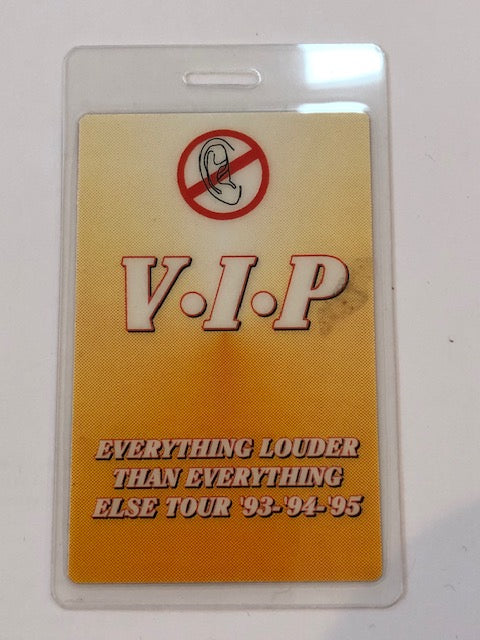 V•I•P
EVERYTHING LOUDER
THAN EVERYTHING
ELSE TOUR '93-'94-'95